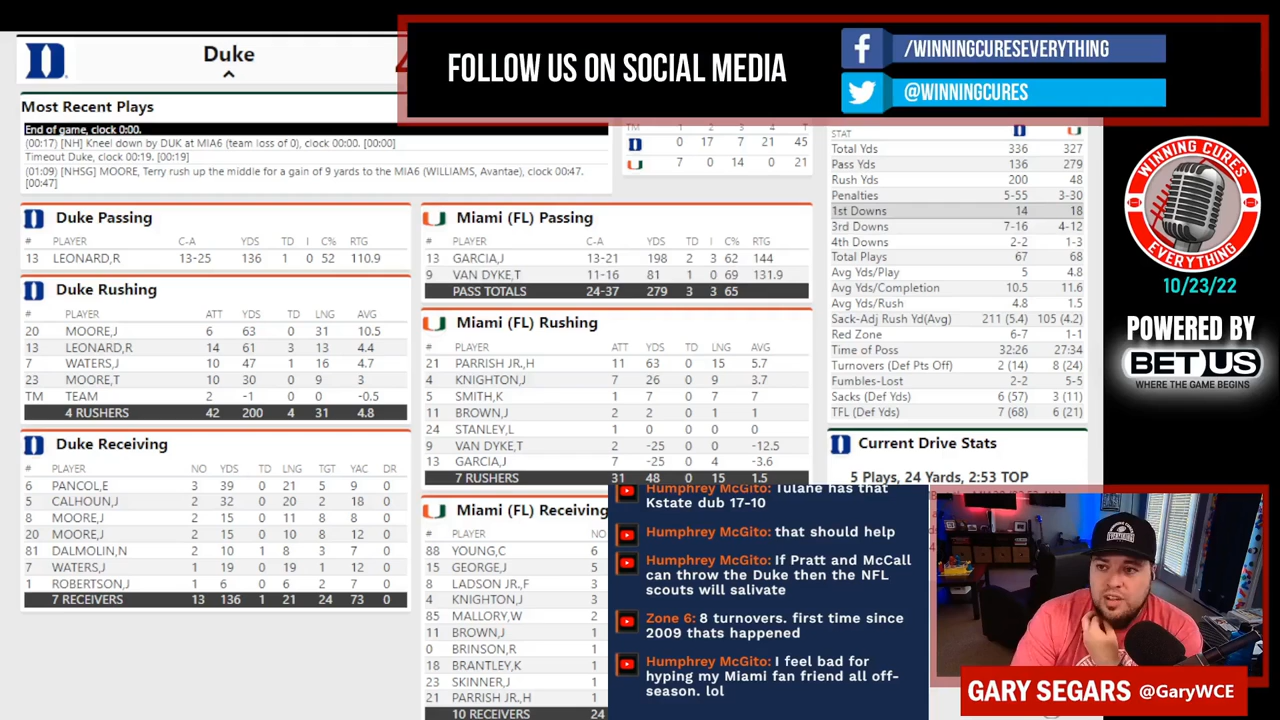 Duke
FOLLOW US ON SOCIAL MEDIA
/WINNINGCURESEVERYTHING
@WINNINGCURES
Most Recent Plays
End of game, clock 0:00.
(00:17) [NH] Kneel down by DUK at MIA6 (team loss of 0), clock 00:00. [00:00]
Timeout Duke, clock 00:19. [00:19]
(01:09) [NHSG] MOORE, Terry rush up the middle for a gain of 9 yards to the MIA6 (WILLIAMS, Avantae), clock 00:47.
[00:47]
TM 1 2 3 4 T
0 17 7 21 45
7 0 14 0 21
Duke Passing
# PLAYER C-A YDS TD I C% RTG
13 LEONARD,R 13-25 136 1 0 52 110.9
Duke Rushing
# PLAYER ATT YDS TD LNG AVG
20 MOORE,J 6 63 0 31 10.5
13 LEONARD,R 14 61 3 13 4.4
7 WATERS,J 10 47 1 16 4.7
23 MOORE,T 10 30 0 9 3
TM TEAM 2 -1 0 0 -0.5
4 RUSHERS 42 200 4 31 4.8
Duke Receiving
# PLAYER NO YDS TD LNG TGT YAC DR
6 PANCOL,E 3 39 0 21 5 9 0
5 CALHOUN,J 2 32 0 20 2 18 0
8 MOORE,J 2 15 0 11 8 8 0
20 MOORE,J 2 15 0 10 8 12 0
81 DALMOLIN,N 2 10 1 8 3 7 0
7 WATERS,J 1 19 0 19 1 12 0
1 ROBERTSON,J 1 6 0 6 2 7 0
7 RECEIVERS 13 136 1 21 24 73 0
Miami (FL) Passing
# PLAYER C-A YDS TD I C% RTG
13 GARCIA,J 13-21 198 2 3 62 144
9 VAN DYKE,T 11-16 81 1 0 69 131.9
PASS TOTALS 24-37 279 3 3 65
Miami (FL) Rushing
# PLAYER ATT YDS TD LNG AVG
21 PARRISH JR.,H 11 63 0 15 5.7
4 KNIGHTON,J 7 26 0 9 3.7
5 SMITH,K 1 7 0 7 7
11 BROWN,J 2 2 0 1 1
24 STANLEY,L 1 0 0 0 0
9 VAN DYKE,T 2 -25 0 0 -12.5
13 GARCIA,J 7 -25 0 4 -3.6
7 RUSHERS 31 48 0 15 1.5
Miami (FL) Receiving
# PLAYER NO
88 YOUNG,C 6
15 GEORGE,J 5
8 LADSON JR.,F 3
4 KNIGHTON,J 3
85 MALLORY,W 2
11 BROWN,J 1
0 BRINSON,R 1
18 BRANTLEY,K 1
23 SKINNER,J 1
21 PARRISH JR.,H 1
10 RECEIVERS 24
STAT
Total Yds 336 327
Pass Yds 136 279
Rush Yds 200 48
Penalties 5-55 3-30
1st Downs 14 18
3rd Downs 7-16 4-12
4th Downs 2-2 1-3
Total Plays 67 68
Avg Yds/Play 5 4.8
Avg Yds/Completion 10.5 11.6
Avg Yds/Rush 4.8 1.5
Sack-Adj Rush Yd(Avg) 211 (5.4) 105 (4.2)
Red Zone 6-7 1-1
Time of Poss 32:26 27:34
Turnovers (Def Pts Off) 2 (14) 8 (24)
Fumbles-Lost 2-2 5-5
Sacks (Def Yds) 6 (57) 3 (11)
TFL (Def Yds) 7 (68) 6 (21)
Current Drive Stats
5 Plays, 24 Yards, 2:53 TOP
Humphrey McGito: Tulane has that
Kstate dub 17-10
Humphrey McGito: that should help
Humphrey McGito: If Pratt and McCall
can throw the Duke then the NFL
scouts will salivate
Zone 6: 8 turnovers. first time since
2009 thats happened
Humphrey McGito: I feel bad for
hyping my Miami fan friend all off-
season. lol
WINNING CURES
EVERYTHING
10/23/22
POWERED BY
BETUS
WHERE THE GAME BEGINS
GARY SEGARS @GaryWCE